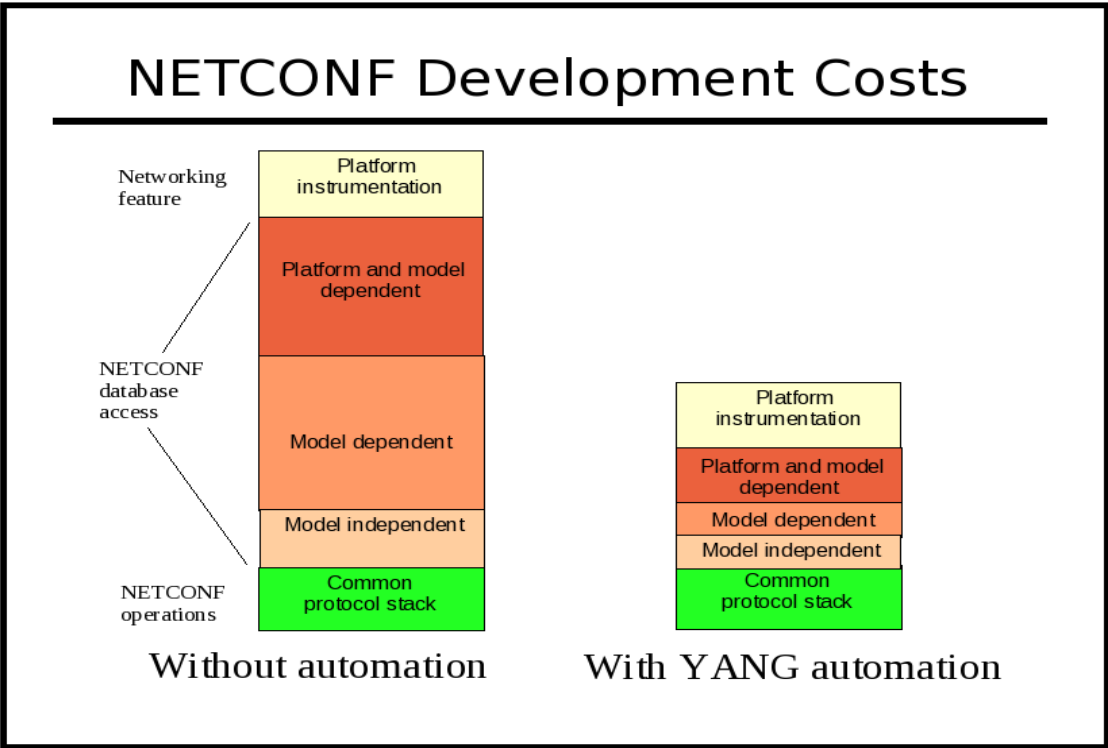 NETCONF Development Costs
Networking
feature
Platform
instrumentation
Platform and model
dependent
NETCONF
database
access
Model dependent
Model independent
NETCONF
operations
Common
protocol stack
Without automation
Platform
instrumentation
Platform and model
dependent
Model dependent
Model independent
Common
protocol stack
With YANG automation